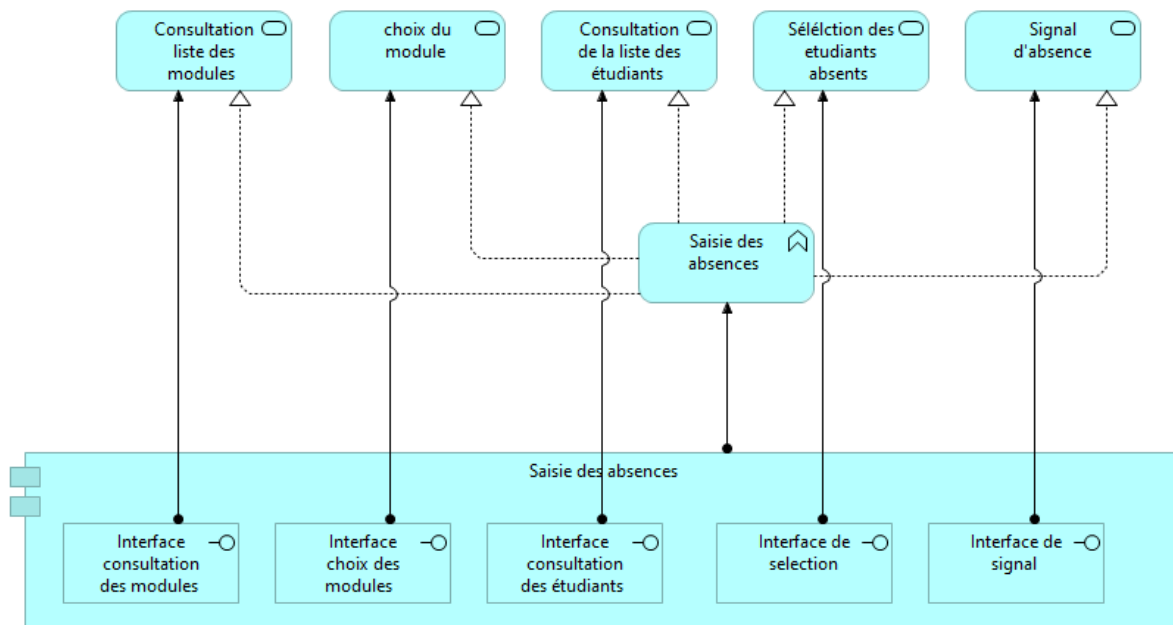 Consultation
liste des
modules
choix du
module
Consultation
de la liste des
étudiants
Sélélction des
etudiants
absents
Signal
d'absence
Saisie des
absences
Saisie des absences
Interface
consultation
des modules
Interface
choix des
modules
Interface
consultation
des étudiants
Interface de
selection
Interface de
signal